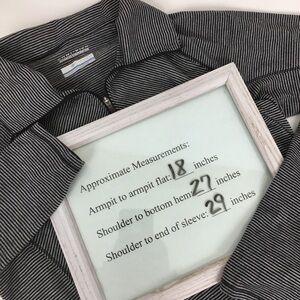 Approximate Measurements:
Armpit to armpit flat: 18 inches
Shoulder to bottom hem: 27 inches
Shoulder to end of sleeve: 29 inches